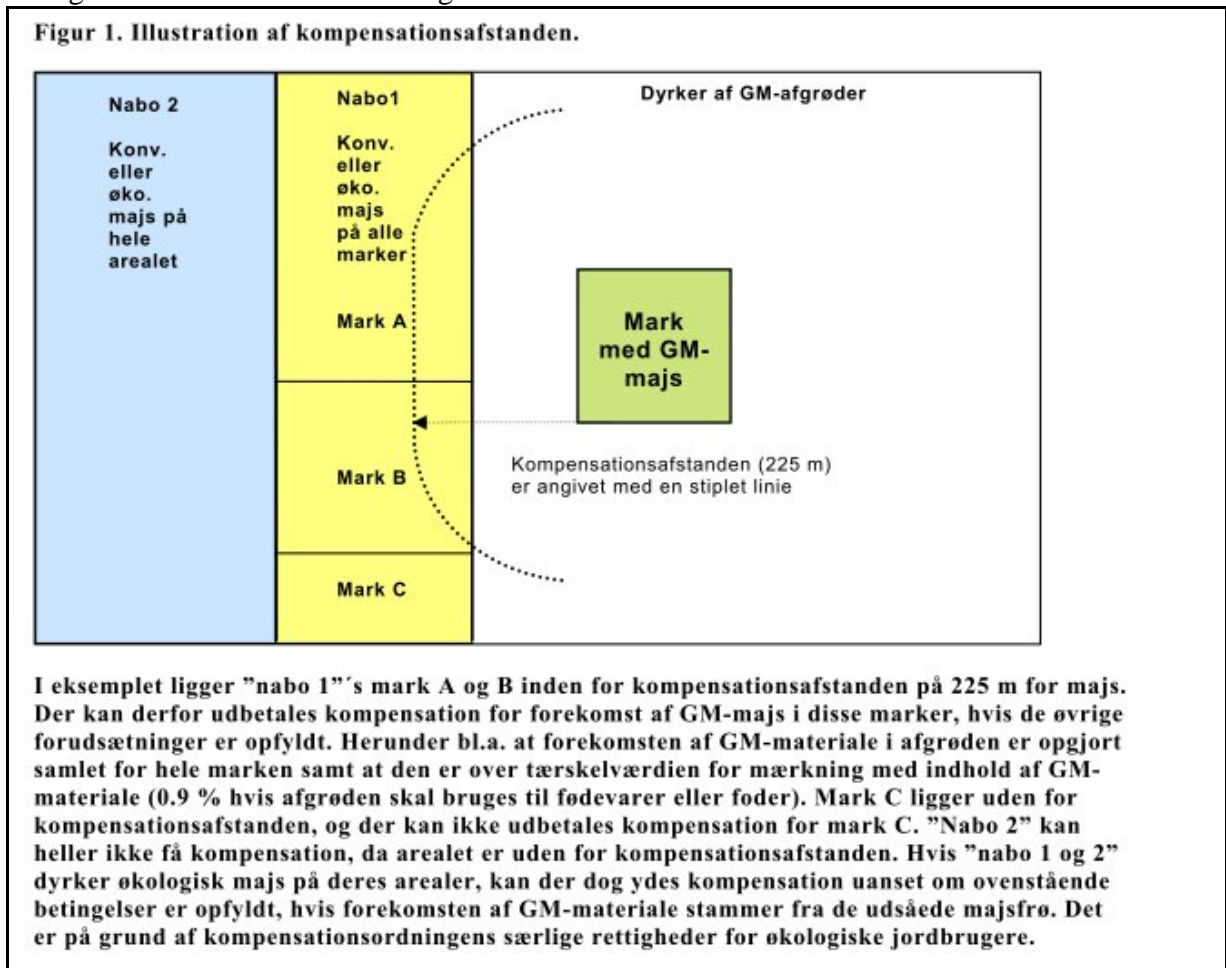 Figur 1. Illustration af kompensationsafstanden.
Nabo 2
Konv.
eller
øko.
majs på
hele
arealet
Nabo1
Konv.
eller
øko.
majs
på alle
marker
Mark A
Mark B
Mark C
Dyrker af GM-afgrøder
Mark
med GM-
majs
Kompensationsafstanden (225 m)
er angivet med en stiplet linie
I eksemplet ligger ”nabo 1”´s mark A og B inden for kompensationsafstanden på 225 m for majs.
Der kan derfor udbetales kompensation for forekomst af GM-majs i disse marker, hvis de øvrige
forudsætninger er opfyldt. Herunder bl.a. at forekomsten af GM-materiale i afgrøden er opgjort
samlet for hele marken samt at den er over tærskelværdien for mærkning med indhold af GM-
materiale (0.9 % hvis afgrøden skal bruges til fødevarer eller foder). Mark C ligger uden for
kompensationsafstanden, og der kan ikke udbetales kompensation for mark C. ”Nabo 2” kan
heller ikke få kompensation, da arealet er uden for kompensationsafstanden. Hvis ”nabo 1 og 2”
dyrker økologisk majs på deres arealer, kan der dog ydes kompensation uanset om ovenstående
betingelser er opfyldt, hvis forekomsten af GM-materiale stammer fra de udsåede majsfrø. Det
er på grund af kompensationsordningens særlige rettigheder for økologiske jordbrugere.